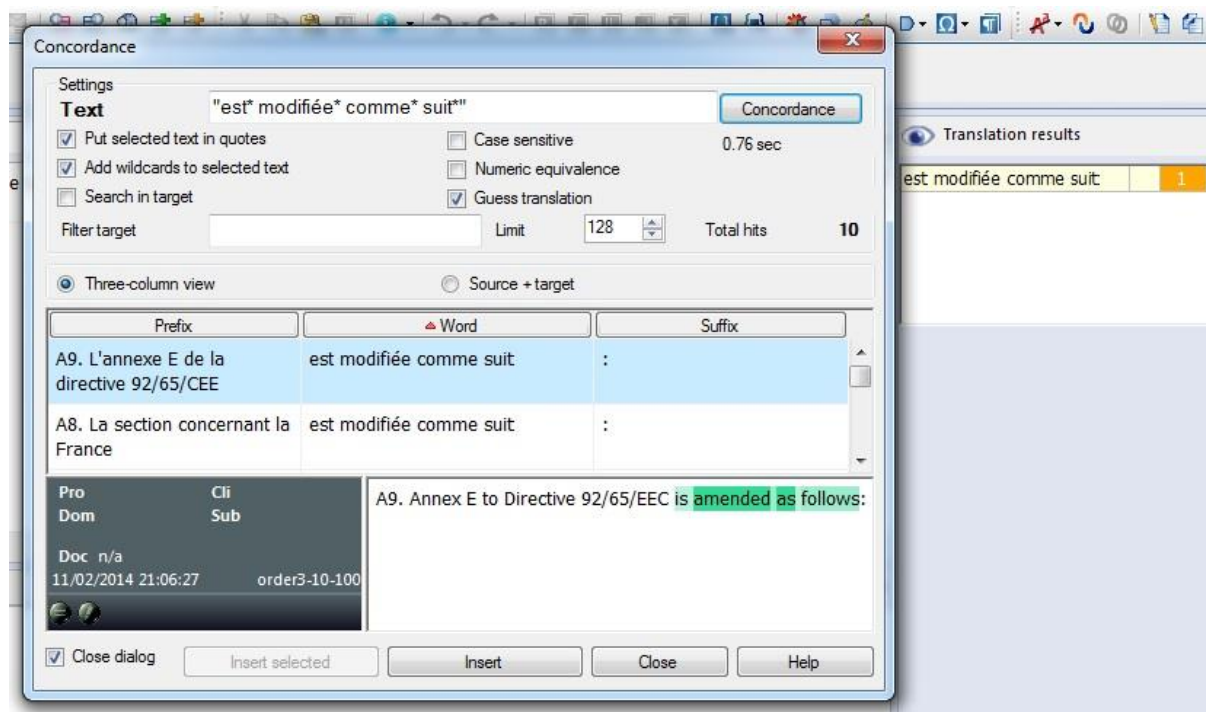 Concordance
Settings
Text "est* modifiée* comme* suit*" Concordance
Put selected text in quotes Case sensitive 0.76 sec
Add wildcards to selected text Numeric equivalence
Search in target Guess translation
Filter target Limit 128 Total hits 10
Three-column view Source + target
Prefix Word Suffix
A9. L'annexe E de la est modifiée comme suit :
directive 92/65/CEE
A8. La section concernant la est modifiée comme suit :
France
Pro Cli
Dom Sub
Doc n/a
11/02/2014 21:06:27 order3-10-100
A9. Annex E to Directive 92/65/EEC is amended as follows:
Close dialog Insert selected Insert Close Help
Translation results
est modifiée comme suit 1